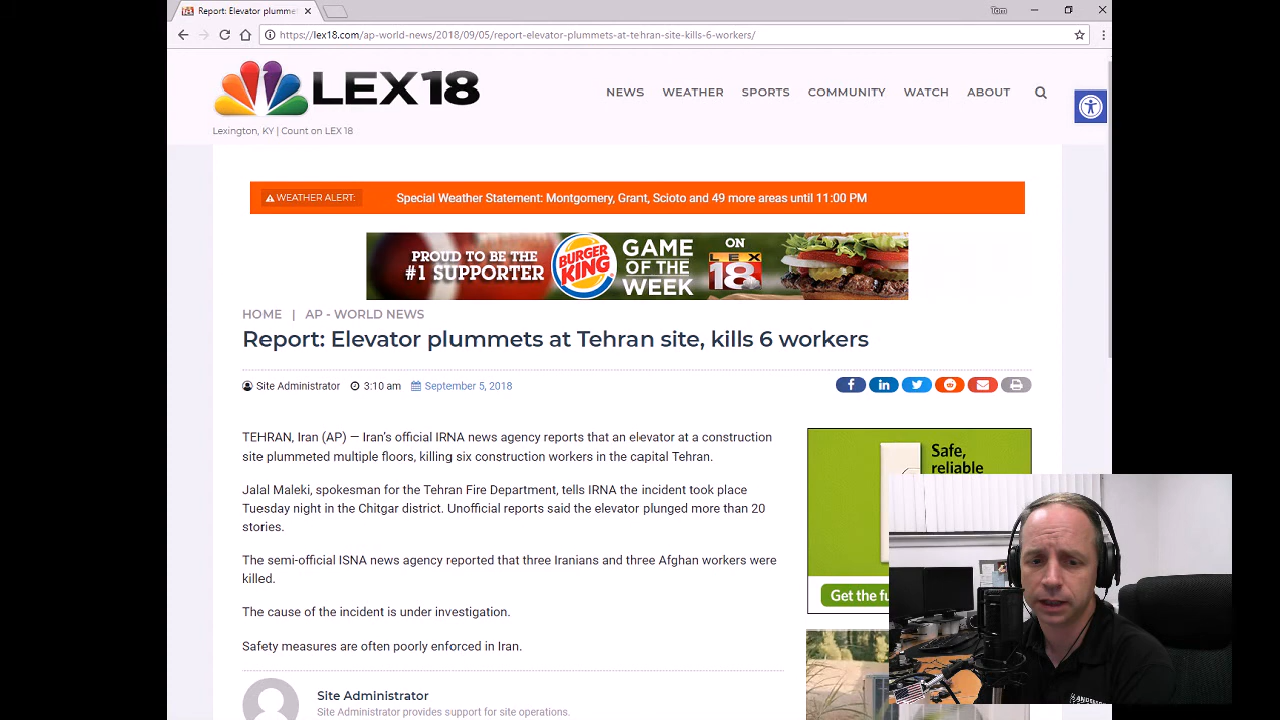 Report: Elevator plumme
Tom
https://lex18.com/ap-world-news/2018/09/05/report-elevator-plummets-at-tehran-site-kills-6-workers/
LEX18
NEWS WEATHER SPORTS COMMUNITY WATCH ABOUT
Lexington, KY | Count on LEX 18
WEATHER ALERT: Special Weather Statement: Montgomery, Grant, Scioto and 49 more areas until 11:00 PM
PROUD TO BE THE
#1 SUPPORTER
BURGER
KING
GAME
OF THE
WEEK
ON
LEX
18
HOME | AP - WORLD NEWS
Report: Elevator plummets at Tehran site, kills 6 workers
Site Administrator 3:10 am September 5, 2018
TEHRAN, Iran (AP) — Iran's official IRNA news agency reports that an elevator at a construction
site plummeted multiple floors, killing six construction workers in the capital Tehran.
Jalal Maleki, spokesman for the Tehran Fire Department, tells IRNA the incident took place
Tuesday night in the Chitgar district. Unofficial reports said the elevator plunged more than 20
stories.
The semi-official ISNA news agency reported that three Iranians and three Afghan workers were
killed.
The cause of the incident is under investigation.
Safety measures are often poorly enforced in Iran.
Site Administrator
Site Administrator provides support for site operations.
Safe,
reliable
Get the fu